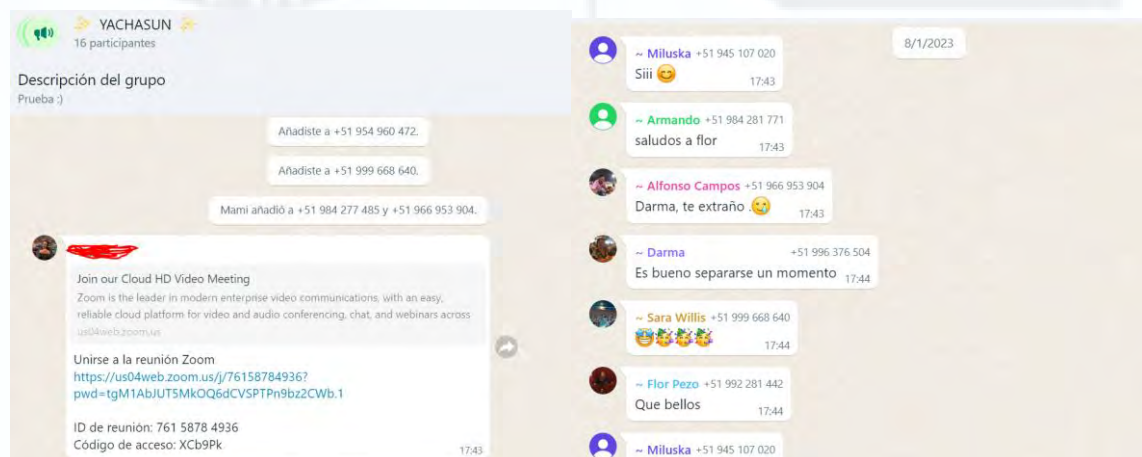 YACHASUN
16 participantes
Descripción del grupo
Prueba :)
Añadiste a +51 954 960 472.
Añadiste a +51 999 668 640.
Mami añadió a +51 984 277 485 y +51 966 953 904.
Join our Cloud HD Video Meeting
Zoom is the leader in modern enterprise video communications, with an easy,
reliable cloud platform for video and audio conferencing, chat, and webinars across
us04web.zoom.us
Unirse a la reunión Zoom
https://us04web.zoom.us/j/76158784936?
pwd=tgM1AbJUT5MkOQ6dCVSPTPn9bz2CWb.1
ID de reunión: 761 5878 4936
Código de acceso: XCb9Pk
17:43
8/1/2023
~ Miluska +51 945 107 020
Siii 😊
17:43
~ Armando +51 984 281 771
saludos a flor
17:43
~ Alfonso Campos +51 966 953 904
Darma, te extraño .🥲
17:43
~ Darma +51 996 376 504
Es bueno separarse un momento 17:44
~ Sara Willis +51 999 668 640
🤩🥳🥳🥳
17:44
~ Flor Pezo +51 992 281 442
Que bellos
17:44
~ Miluska +51 945 107 020